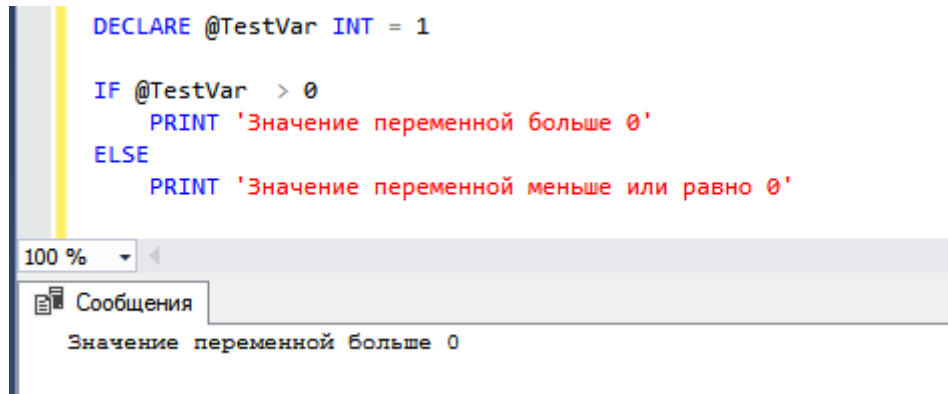 DECLARE @TestVar INT = 1
IF @TestVar  > 0
PRINT 'Значение переменной больше 0'
ELSE
PRINT 'Значение переменной меньше или равно 0'
100 %
Сообщения
Значение переменной больше 0